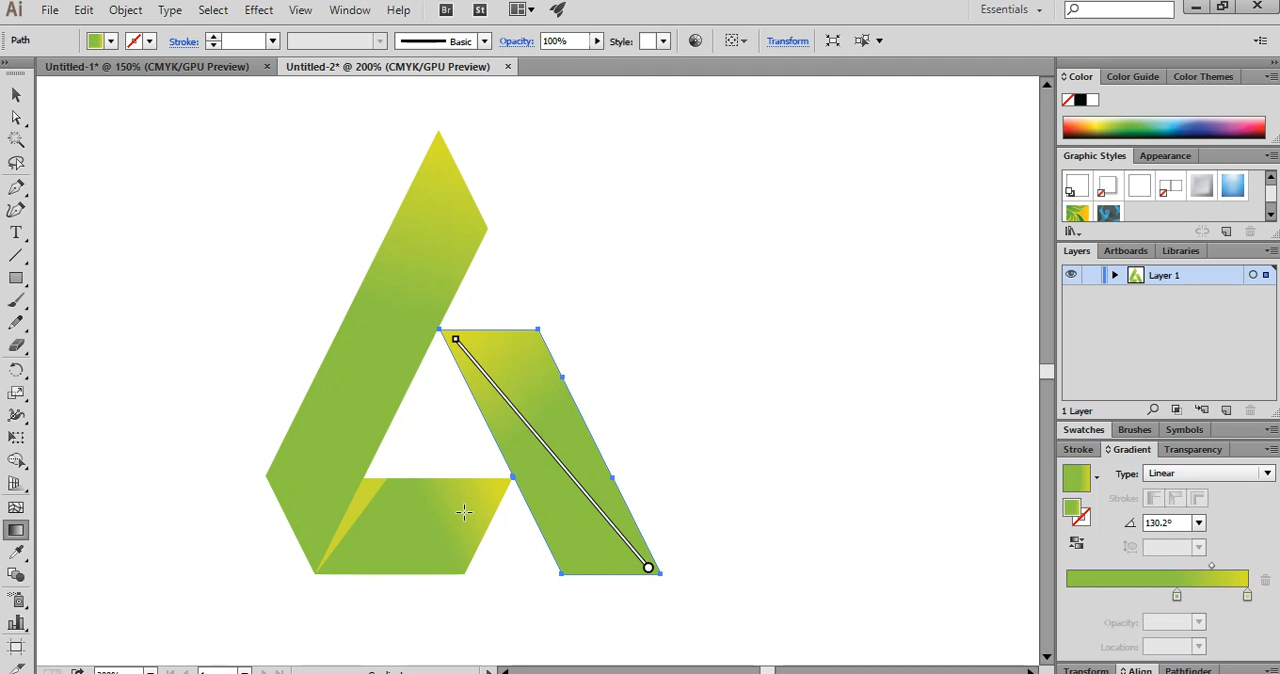 Ai File Edit Object Type Select Effect View Window Help Br St Essentials
Path Stroke: Basic Opacity: 100% Style: Transform
Untitled-1* @ 150% (CMYK/GPU Preview) × Untitled-2* @ 200% (CMYK/GPU Preview) ×
Color Color Guide Color Themes
Graphic Styles Appearance
Layers Artboards Libraries
Layer 1
1 Layer
Swatches Brushes Symbols
Stroke Gradient Transparency
Type: Linear
Stroke:
130.2°
Opacity:
Location:
Transform Align Pathfinder